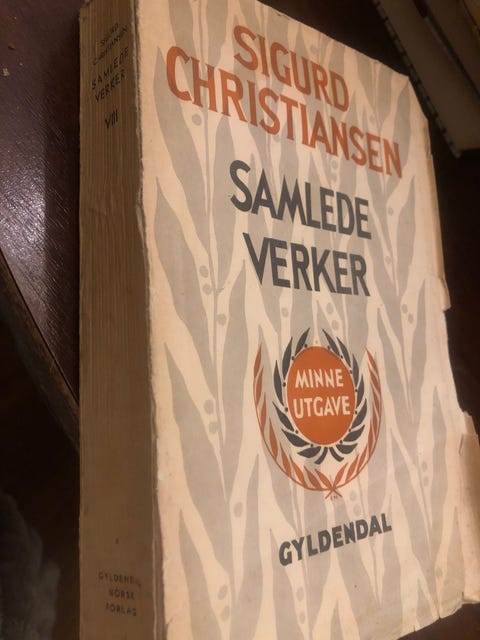 SIGURD
CHRISTIANSEN
SAMLEDE
VERKER
MINNE
UTGAVE
GYLDENDAL
SIGURD
CHRISTIANSEN
SAMLEDE
VERKER
VIII
GYLDENDAL
NORSK
FORLAG